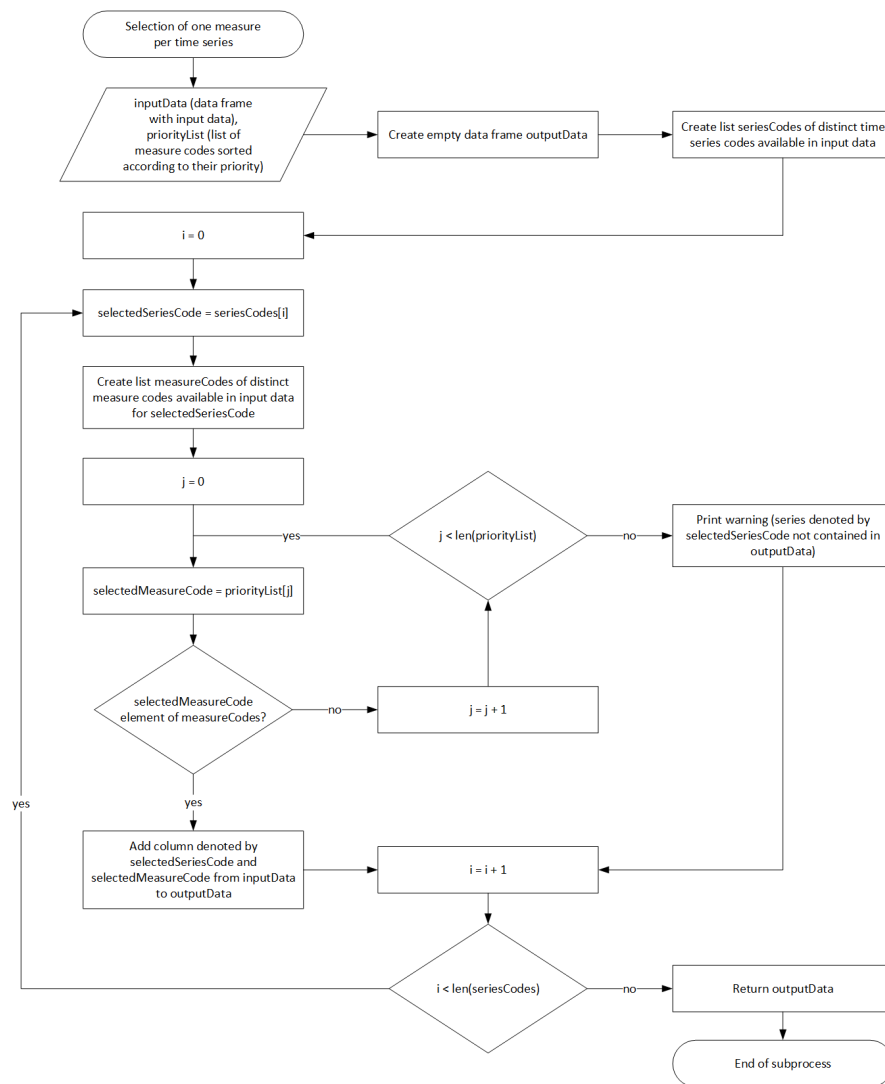 Selection of one measure
per time series
inputData (data frame
with input data),
priorityList (list of
measure codes sorted
according to their priority)
Create empty data frame outputData
Create list seriesCodes of distinct time
series codes available in input data
i = 0
selectedSeriesCode = seriesCodes[i]
Create list measureCodes of distinct
measure codes available in input data
for selectedSeriesCode
j = 0
j < len(priorityList)
yes
no
Print warning (series denoted by
selectedSeriesCode not contained in
outputData)
selectedMeasureCode = priorityList[j]
selectedMeasureCode
element of measureCodes?
no
j = j + 1
yes
yes
Add column denoted by
selectedSeriesCode and
selectedMeasureCode from inputData
to outputData
i = i + 1
i < len(seriesCodes)
no
Return outputData
End of subprocess